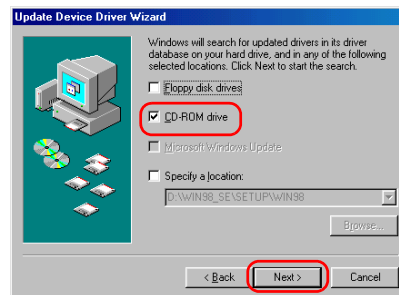 Update Device Driver Wizard
Windows will search for updated drivers in its driver
database on your hard drive, and in any of the following
selected locations. Click Next to start the search.
Floppy disk drives
CD-ROM drive
Microsoft Windows Update
Specify a location:
D:\WIN98_SE\SETUP\WIN98
Browse...
< Back
Next >
Cancel